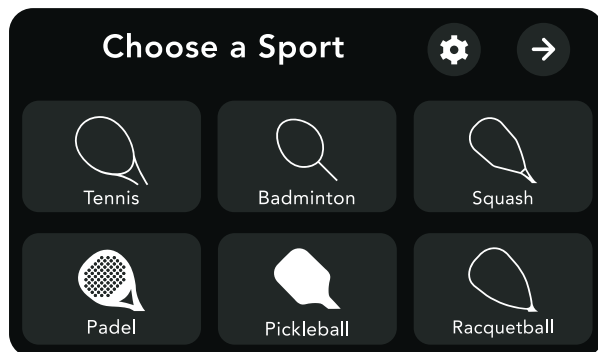 Choose a Sport
Tennis
Badminton
Squash
Padel
Pickleball
Racquetball